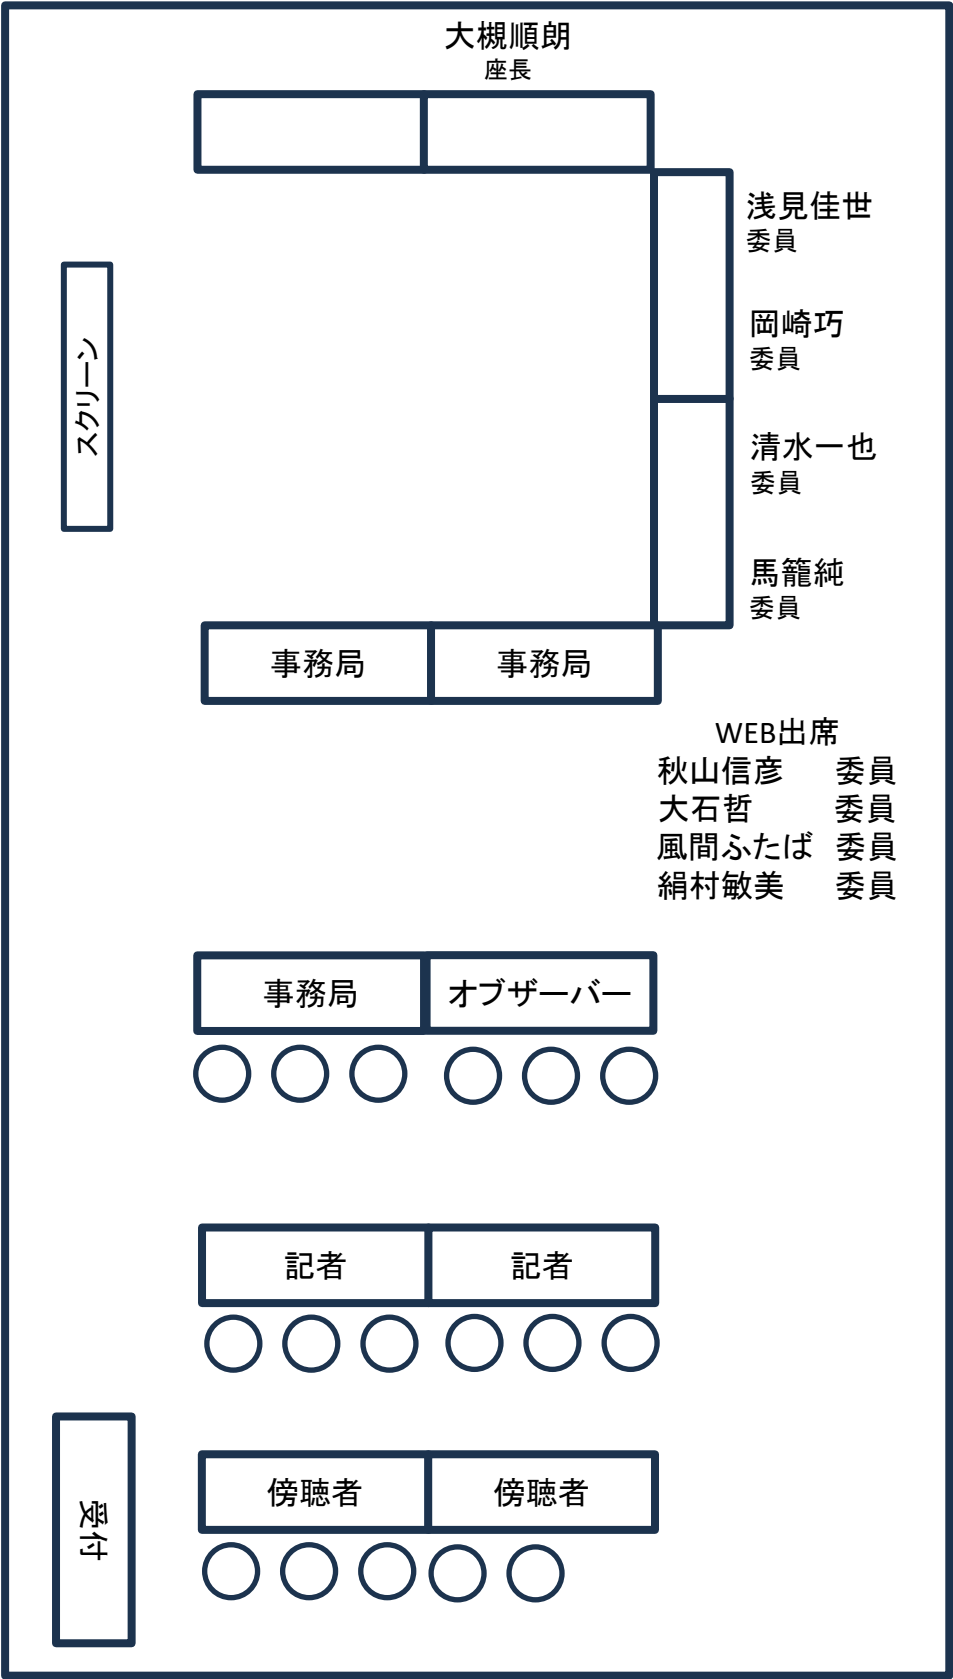 大槻順朗
座長
浅見佳世
委員
岡崎巧
委員
スクリーン
清水一也
委員
馬籠純
委員
事務局 事務局
WEB出席
秋山信彦 委員
大石哲 委員
風間ふたば 委員
絹村敏美 委員
事務局 オブザーバー
記者 記者
傍聴者 傍聴者
受付